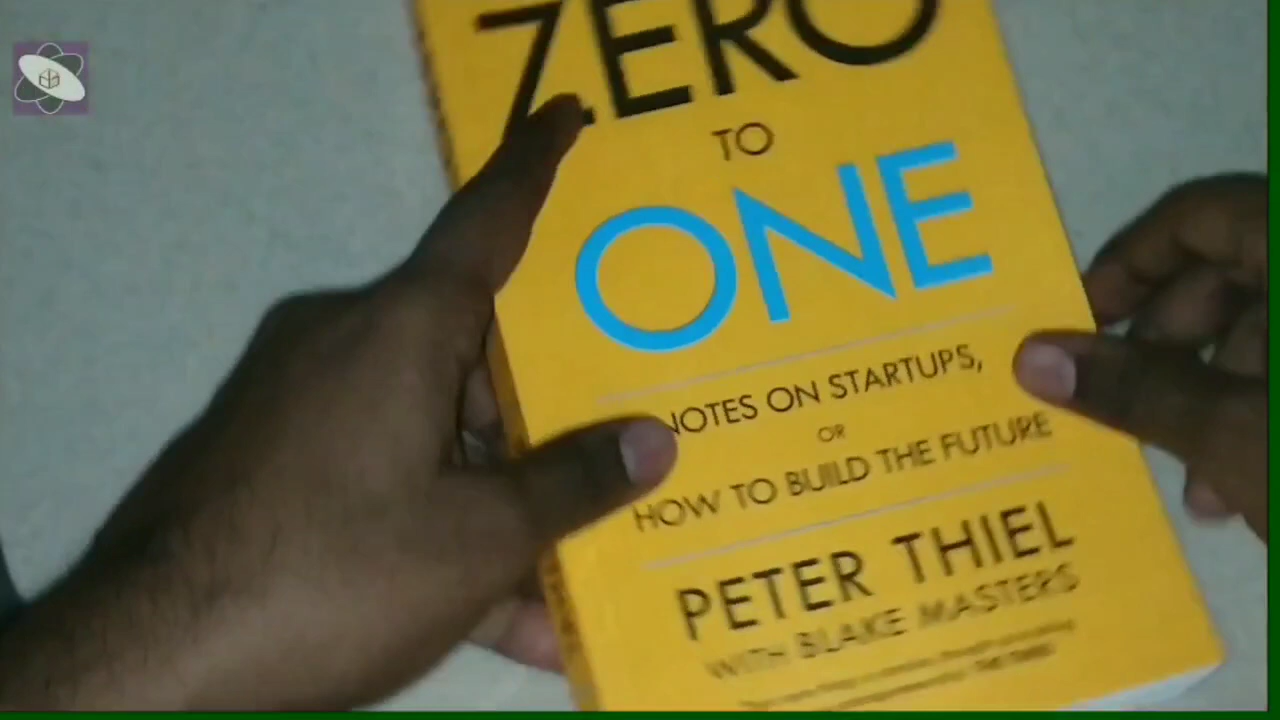 ZERO
TO
ONE
NOTES ON STARTUPS,
OR
HOW TO BUILD THE FUTURE
PETER THIEL
WITH BLAKE MASTERS